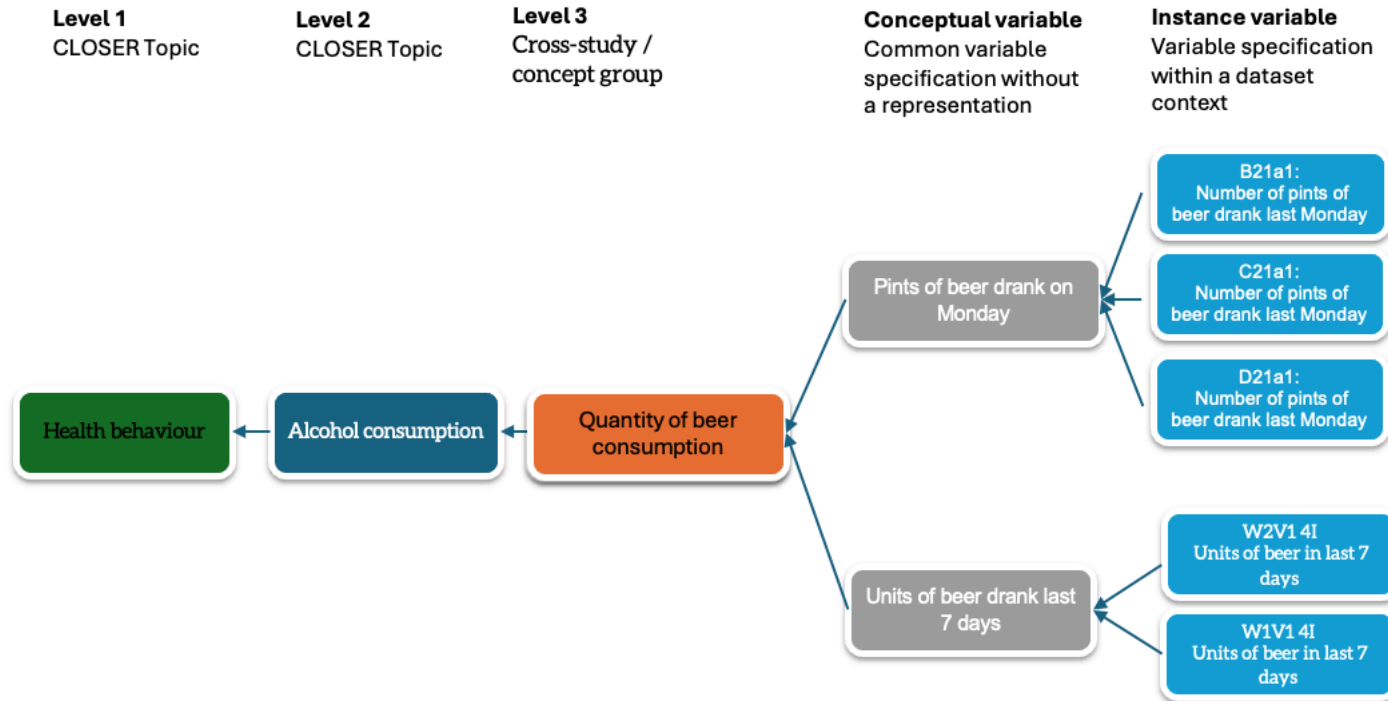 Level 1
CLOSER Topic
Level 2
CLOSER Topic
Level 3
Cross-study /
concept group
Conceptual variable
Common variable
specification without
a representation
Instance variable
Variable specification
within a dataset
context
Health behaviour
Alcohol consumption
Quantity of beer
consumption
Pints of beer drank on
Monday
Units of beer drank last
7 days
B21a1:
Number of pints of
beer drank last Monday
C21a1:
Number of pints of
beer drank last Monday
D21a1:
Number of pints of
beer drank last Monday
W2V1 4I
Units of beer in last 7
days
W1V1 4I
Units of beer in last 7
days